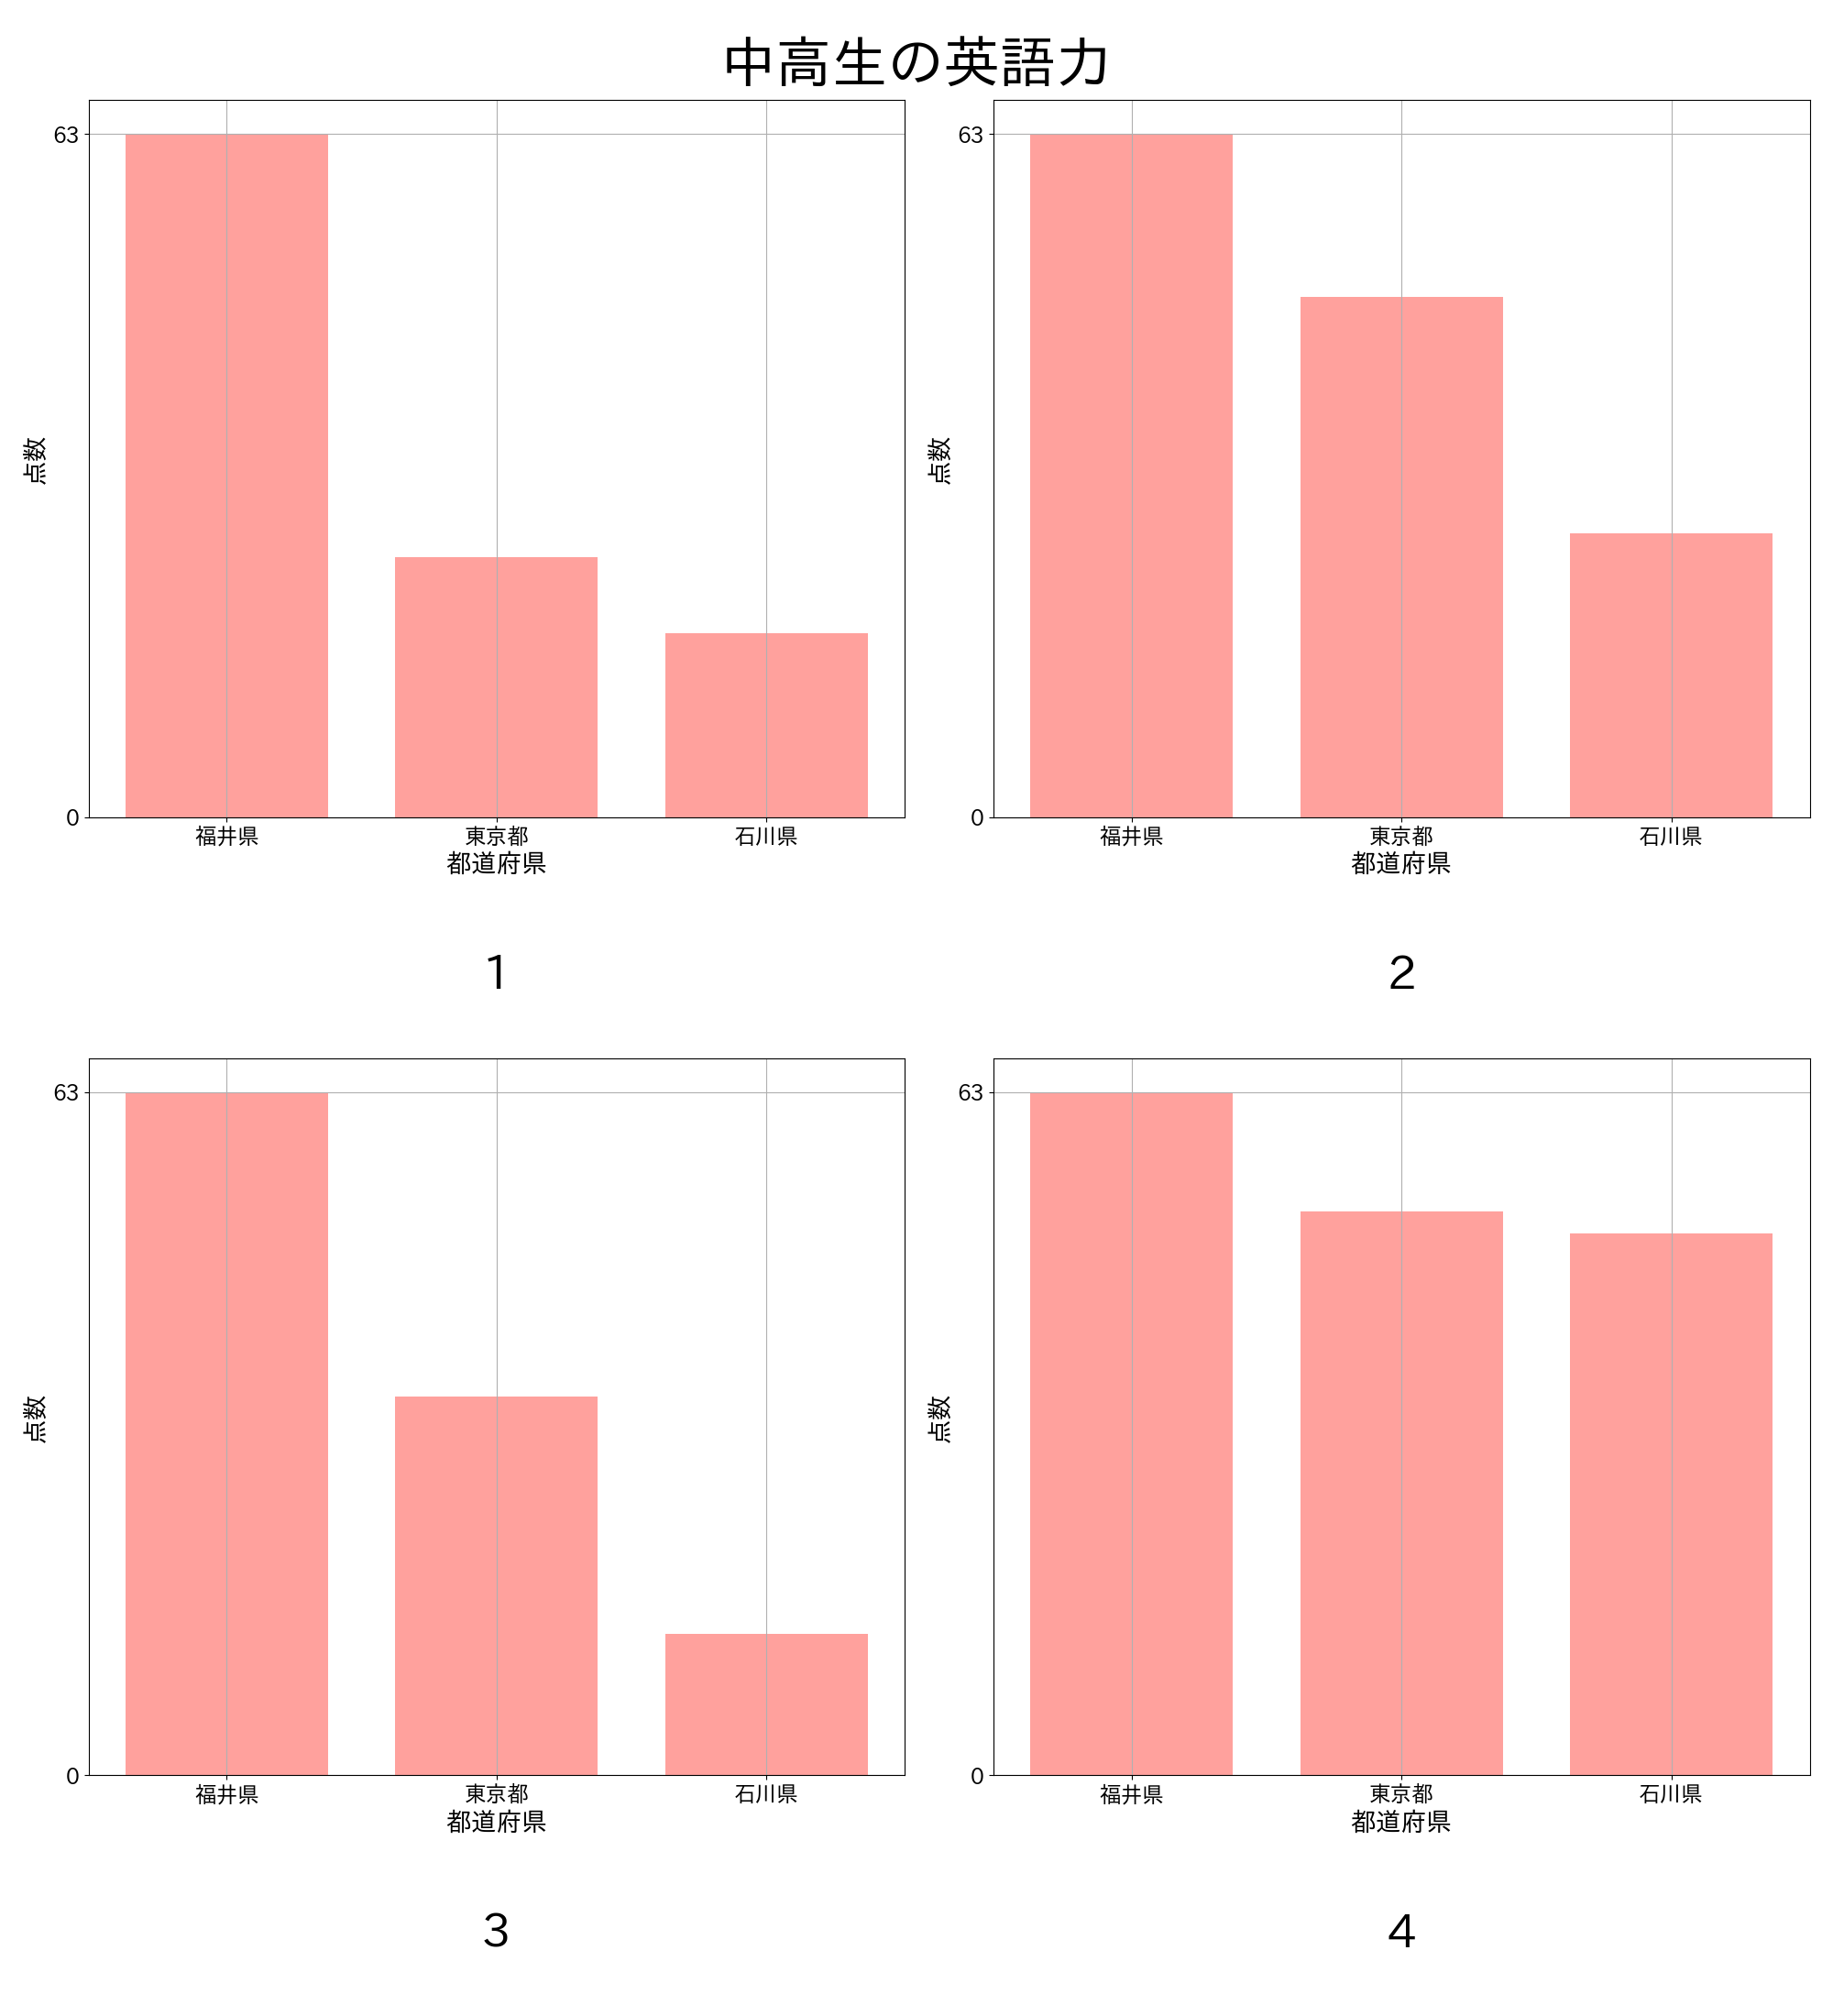 中高生の英語力
63
点数
0
福井県 東京都 石川県
都道府県
1
63
点数
0
福井県 東京都 石川県
都道府県
2
63
点数
0
福井県 東京都 石川県
都道府県
3
63
点数
0
福井県 東京都 石川県
都道府県
4